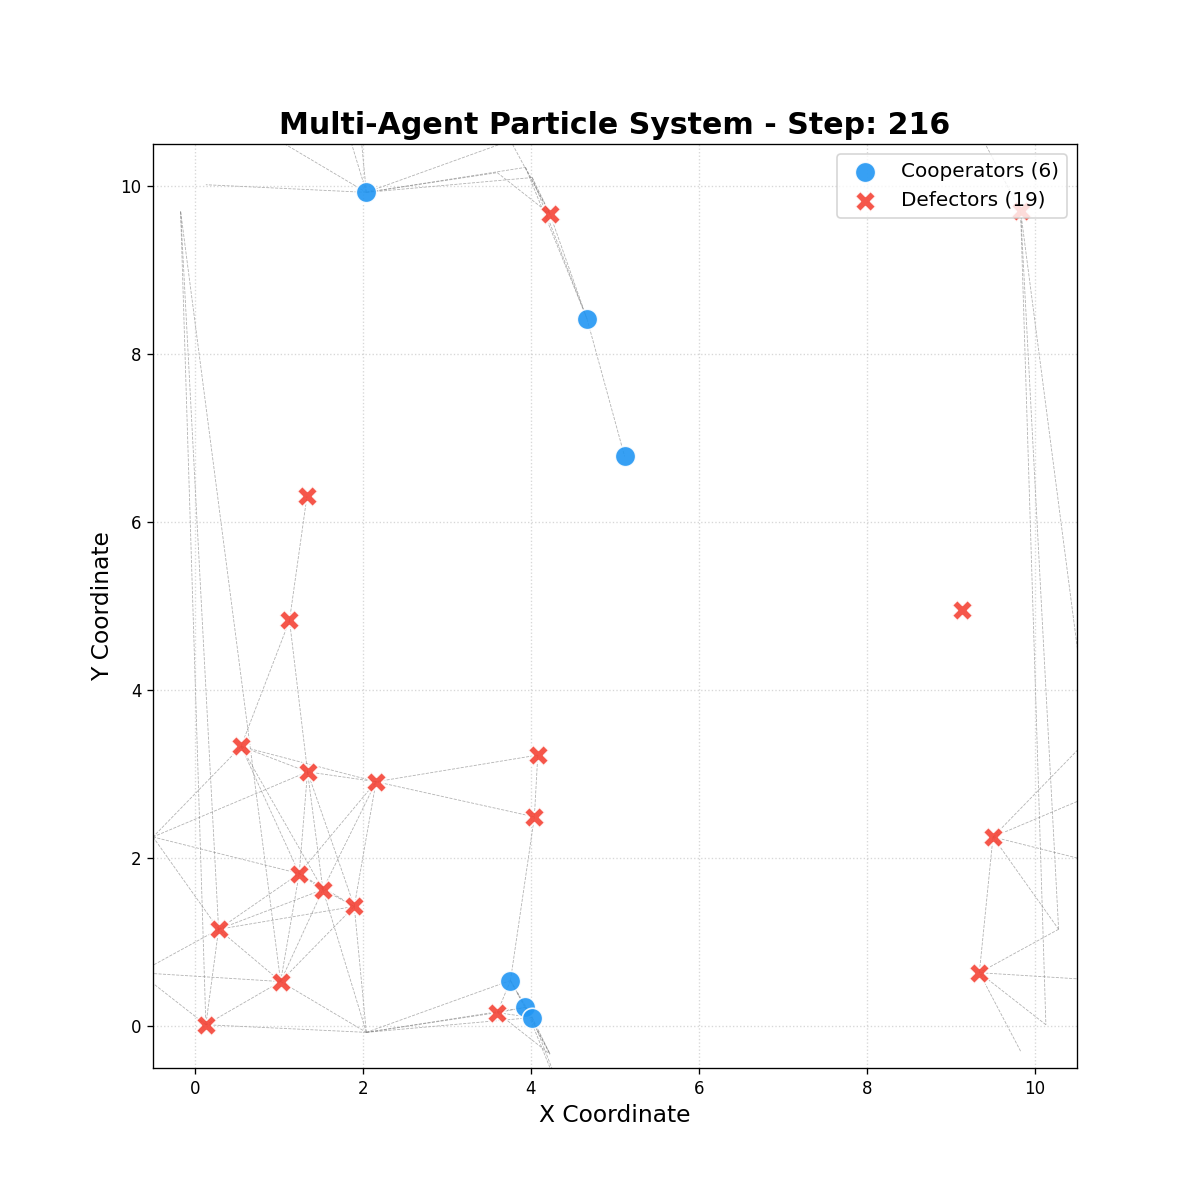 Multi-Agent Particle System - Step: 216
Cooperators (6)
Defectors (19)
10
8
6
4
2
0
Y Coordinate
0 2 4 6 8 10
X Coordinate